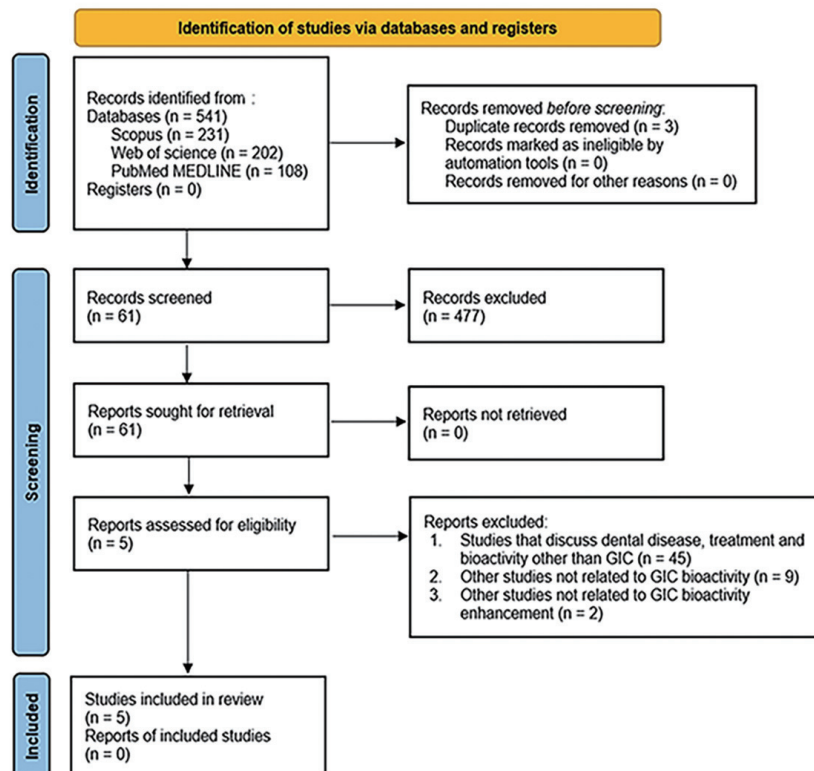 Identification of studies via databases and registers
Identification
Records identified from :
Databases (n = 541)
Scopus (n = 231)
Web of science (n = 202)
PubMed MEDLINE (n = 108)
Registers (n = 0)
Records removed before screening:
Duplicate records removed (n = 3)
Records marked as ineligible by
automation tools (n = 0)
Records removed for other reasons (n = 0)
Screening
Records screened
(n = 61)
Records excluded
(n = 477)
Reports sought for retrieval
(n = 61)
Reports not retrieved
(n = 0)
Reports assessed for eligibility
(n = 5)
Reports excluded:
1. Studies that discuss dental disease, treatment and
bioactivity other than GIC (n = 45)
2. Other studies not related to GIC bioactivity (n = 9)
3. Other studies not related to GIC bioactivity
enhancement (n = 2)
Included
Studies included in review
(n = 5)
Reports of included studies
(n = 0)